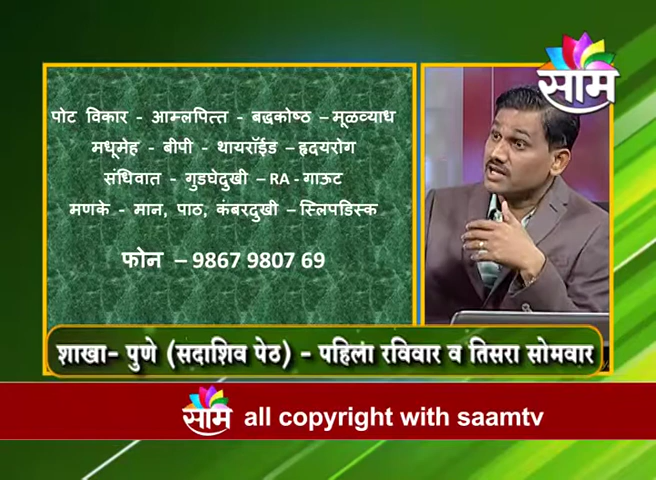 साम
पोट विकार - आम्लपित्त - बद्धकोष्ठ – मूळव्याध
मधूमेह - बीपी - थायरॉईड – हृदयरोग
संधिवात - गुडघेदुखी – RA - गाऊट
मणके - मान, पाठ, कंबरदुखी – स्लिपडिस्क
फोन – 9867 9807 69
शाखा- पुणे (सदाशिव पेठ) - पहिला रविवार व तिसरा सोमवार
साम all copyright with saamtv